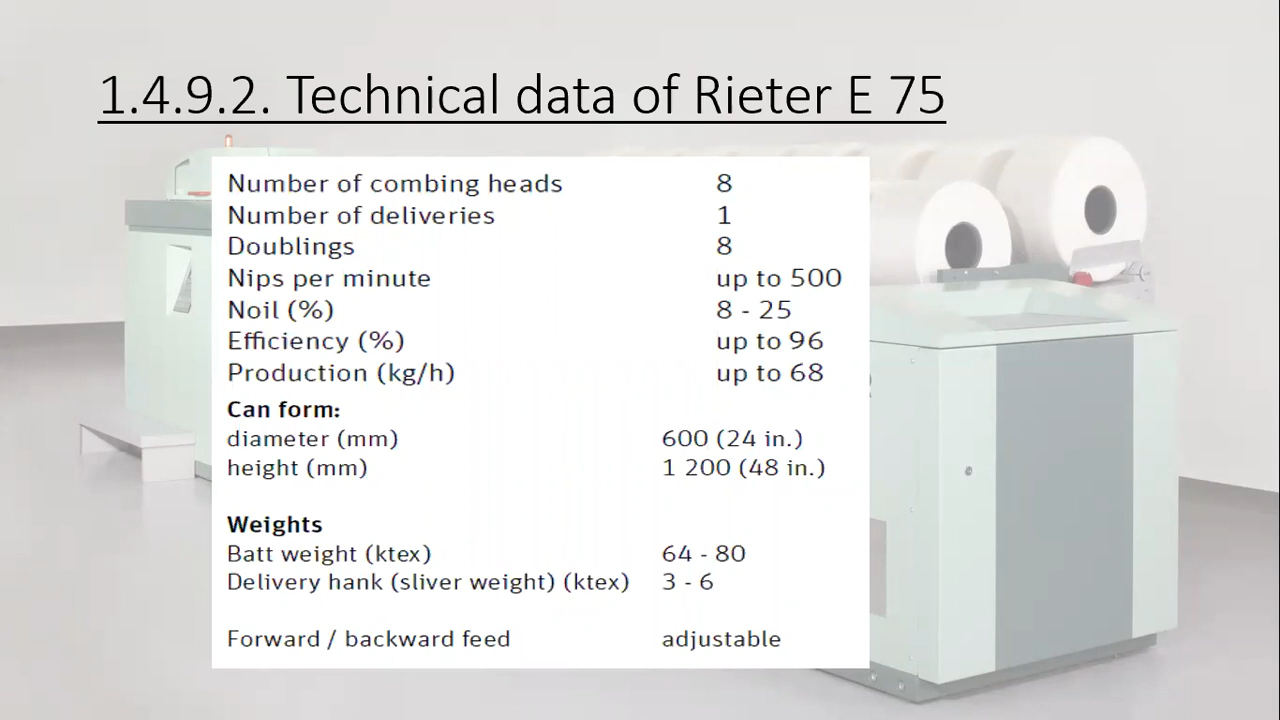 1.4.9.2. Technical data of Rieter E 75
Number of combing heads 8
Number of deliveries 1
Doublings 8
Nips per minute up to 500
Noil (%) 8 - 25
Efficiency (%) up to 96
Production (kg/h) up to 68
Can form:
diameter (mm) 600 (24 in.)
height (mm) 1 200 (48 in.)
Weights
Batt weight (ktex) 64 - 80
Delivery hank (sliver weight) (ktex) 3 - 6
Forward / backward feed adjustable